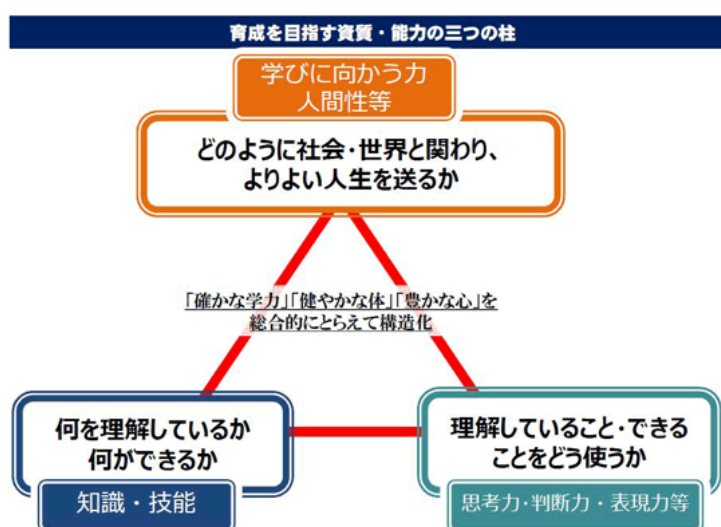 育成を目指す資質・能力の三つの柱
学びに向かう力
人間性等
どのように社会・世界と関わり、
よりよい人生を送るか
「確かな学力」「健やかな体」「豊かな心」を
総合的にとらえて構造化
何を理解しているか
何ができるか
知識・技能
理解していること・できる
ことをどう使うか
思考力・判断力・表現力等